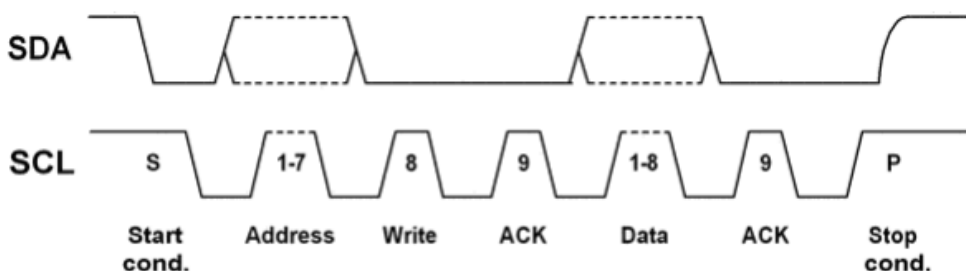 SDA
SCL
S 1-7 8 9 1-8 9 P
Start Address Write ACK Data ACK Stop
cond. cond.